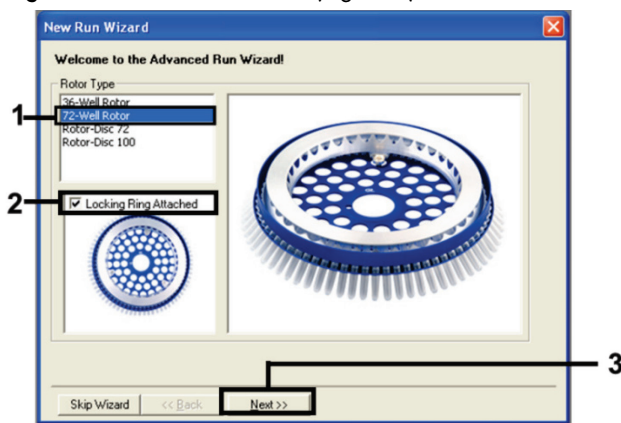 New Run Wizard
Welcome to the Advanced Run Wizard!
Rotor Type
36-Well Rotor
1
72-Well Rotor
Rotor-Disc 72
Rotor-Disc 100
2
Locking Ring Attached
3
Skip Wizard
<< Back
Next >>